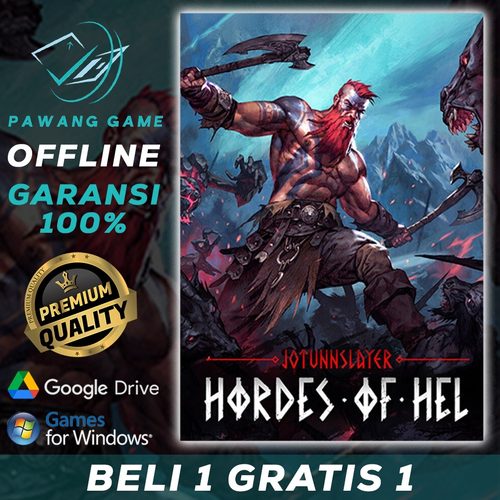 PAWANG GAME
OFFLINE
GARANSI
100%
PREMIUM
QUALITY
Google Drive
Games
for Windows®
JÖTUNNSLAYER
HORDES · OF · HEL
BELI 1 GRATIS 1